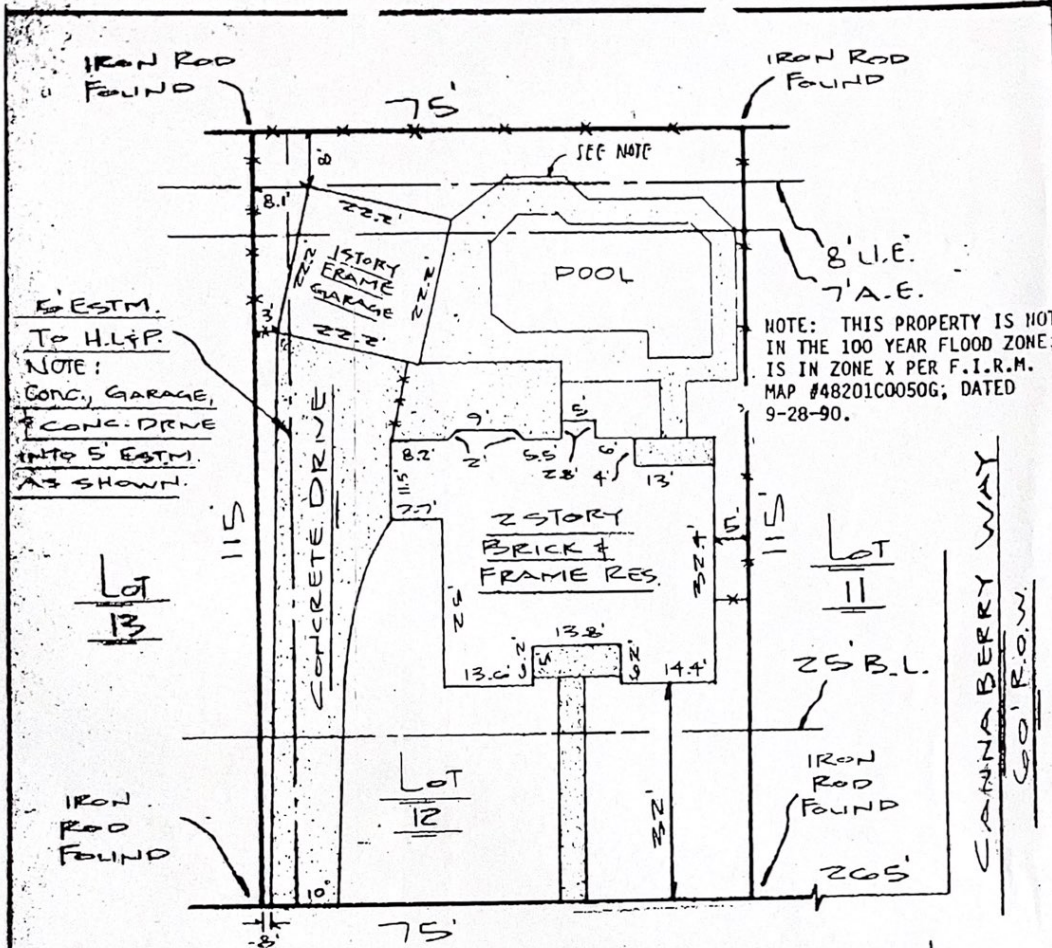 IRON ROD
FOUND
75'
IRON ROD
FOUND
SEE NOTE
8'
8.1'
22.2'
22.2'
1 STORY
FRAME
GARAGE
22.2'
22.2'
3'
POOL
8' U.E.
7' A.E.
5' ESTM.
TO H.L.&P.
NOTE:
CONC., GARAGE,
& CONC. DRIVE
INTO 5' ESTM.
AS SHOWN.
NOTE: THIS PROPERTY IS NOT
IN THE 100 YEAR FLOOD ZONE:
IS IN ZONE X PER F.I.R.M.
MAP #48201C0050G; DATED
9-28-90.
CONCRETE DRIVE
8.2'
9
2'
5.5
5'
2.8'
6'
4'
13'
11.5'
7.7'
2 STORY
BRICK &
FRAME RES.
25
32.4'
5'
115'
115'
LOT
13
LOT
11
13.8'
13.6'
5'
14.4'
25' B.L.
CANNABERRY WAY
60' R.O.W.
LOT
12
32'
IRON
ROD
FOUND
IRON
ROD
FOUND
10'
265'
.8'
75'